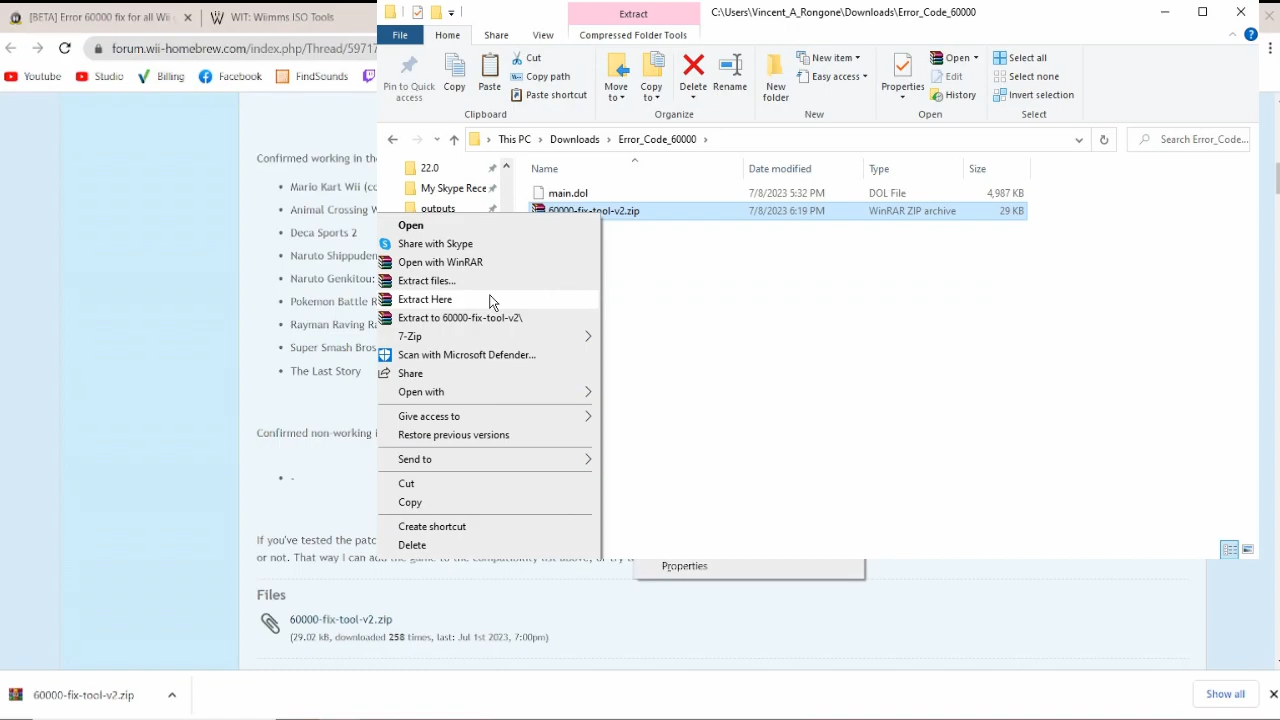 [BETA] Error 60000 fix for all Wii
WIT: Wiimms ISO Tools
forum.wii-homebrew.com/index.php/Thread/59717
YouTube
Studio
Billing
Facebook
FindSounds
Extract
C:\Users\Vincent_A_Rongone\Downloads\Error_Code_60000
File
Home
Share
View
Compressed Folder Tools
Pin to Quick access
Copy
Paste
Cut
Copy path
Paste shortcut
Clipboard
Move to
Copy to
Delete
Rename
Organize
New folder
New item
Easy access
New
Properties
Open
Edit
History
Open
Select all
Select none
Invert selection
Select
This PC > Downloads > Error_Code_60000 >
Search Error_Code...
22.0
My Skype Rece
outputs
Name
Date modified
Type
Size
main.dol 7/8/2023 5:32 PM DOL File 4,987 KB
60000-fix-tool-v2.zip 7/8/2023 6:19 PM WinRAR ZIP archive 29 KB
Open
Share with Skype
Open with WinRAR
Extract files...
Extract Here
Extract to 60000-fix-tool-v2\
7-Zip
Scan with Microsoft Defender...
Share
Open with
Give access to
Restore previous versions
Send to
Cut
Copy
Create shortcut
Delete
Properties
Confirmed working in the
• Mario Kart Wii (co
• Animal Crossing W
• Deca Sports 2
• Naruto Shippuden
• Naruto Genkitou:
• Pokemon Battle R
• Rayman Raving Ra
• Super Smash Bros
• The Last Story
Confirmed non-working i
• -
If you've tested the patc
or not. That way I can add the game to the compatibility list above, or try
Files
60000-fix-tool-v2.zip
(29.02 kB, downloaded 258 times, last: Jul 1st 2023, 7:00pm)
60000-fix-tool-v2.zip
Show all